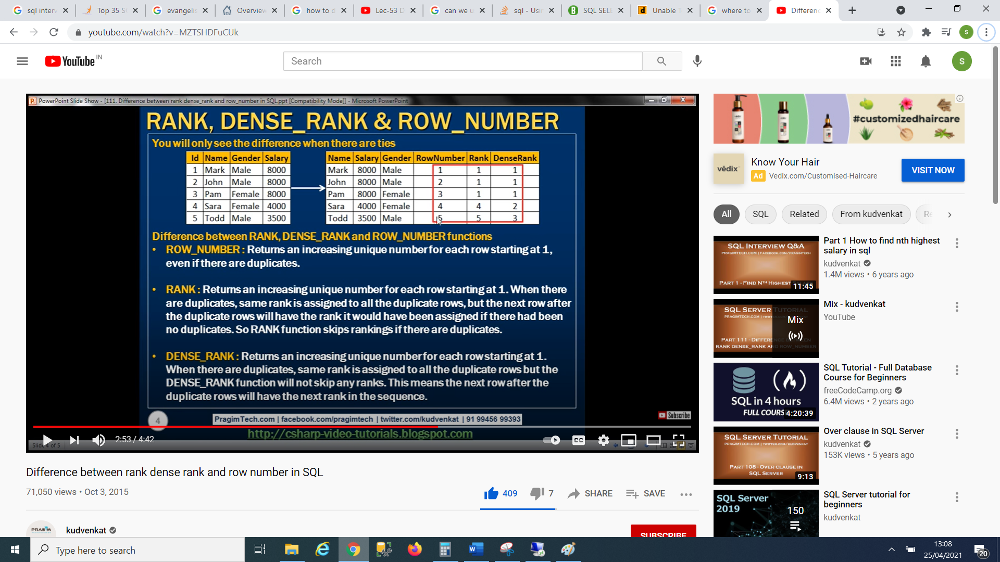 sql interv
Top 35 S
evangelis
Overview
how to d
Lec-53 D
can we u
sql - Usin
SQL SELE
Unable T
where to
Differenc
youtube.com/watch?v=MZTSHDFuCUk
S
YouTube IN
Search
S
PowerPoint Slide Show - [111. Difference between rank dense_rank and row_number in SQL.ppt [Compatibility Mode]] - Microsoft PowerPoint
RANK, DENSE_RANK & ROW_NUMBER
You will only see the difference when there are ties
Id Name Gender Salary
1 Mark Male 8000
2 John Male 8000
3 Pam Female 8000
4 Sara Female 4000
5 Todd Male 3500
Name Salary Gender RowNumber Rank DenseRank
Mark 8000 Male 1 1 1
John 8000 Male 2 1 1
Pam 8000 Female 3 1 1
Sara 4000 Female 4 4 2
Todd 3500 Male 5 5 3
Difference between RANK, DENSE_RANK and ROW_NUMBER functions
• ROW_NUMBER : Returns an increasing unique number for each row starting at 1,
even if there are duplicates.
• RANK : Returns an increasing unique number for each row starting at 1. When there
are duplicates, same rank is assigned to all the duplicate rows, but the next row after
the duplicate rows will have the rank it would have been assigned if there had been
no duplicates. So RANK function skips rankings if there are duplicates.
• DENSE_RANK : Returns an increasing unique number for each row starting at 1.
When there are duplicates, same rank is assigned to all the duplicate rows but the
DENSE_RANK function will not skip any ranks. This means the next row after the
duplicate rows will have the next rank in the sequence.
4
PragimTech.com | facebook.com/pragimtech | twitter.com/kudvenkat | 91 99456 99393
Subscribe
http://csharp-video-tutorials.blogspot.com
2:53 / 4:42
CC
Slide 4 of 5
Difference between rank dense rank and row number in SQL
71,050 views • Oct 3, 2015
409
7
SHARE
SAVE
PRAGIM
TECHNOLOGIES
kudvenkat
SUBSCRIBE
#customizedhaircare
vēdix
Know Your Hair
Ad Vedix.com/Customised-Haircare
VISIT NOW
All
SQL
Related
From kudvenkat
Re
SQL INTERVIEW Q&A
PRAGIMTECH.COM | FACEBOOK.COM/PRAGIMTECH
PART 1 - FIND NTH HIGHEST
11:45
Part 1 How to find nth highest
salary in sql
kudvenkat
1.4M views • 6 years ago
SQL SERVER TUTORIAL
PRAGIMTECH.COM | TWITT
PART 111 - DIFFERENCE BETWEEN
RANK DENSE_RANK AND ROW_NUMBER
Mix
Mix - kudvenkat
YouTube
SQL in 4 hours
FULL COURS
4:20:39
SQL Tutorial - Full Database
Course for Beginners
freeCodeCamp.org
6.4M views • 2 years ago
SQL SERVER TUTORIAL
PRAGIMTECH.COM | TWITTER.COM/KUDVENKAT
PART 108 - OVER CLAUSE IN
SQL SERVER
9:13
Over clause in SQL Server
kudvenkat
153K views • 5 years ago
SQL Server
2019
150
SQL Server tutorial for
beginners
kudvenkat
Type here to search
13:08
25/04/2021
20